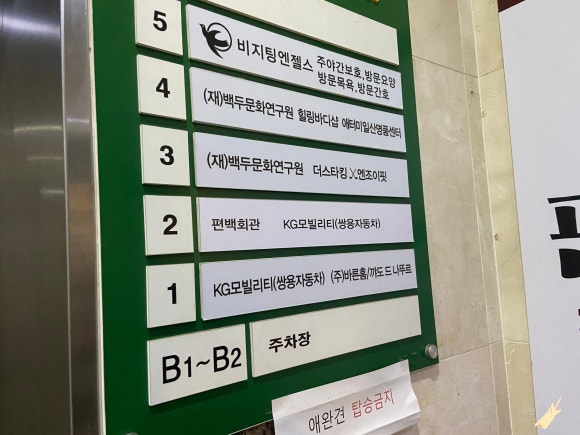 5
비지팅엔젤스 주야간보호,방문요양
방문목욕,방문간호
4
(재)백두문화연구원 힐링바디샵 애터미일산명품센터
3
(재)백두문화연구원 더스타킹 X엔조이핏
2
편백회관 KG모빌리티(쌍용자동차)
1
KG모빌리티(쌍용자동차) (주)바른홈/꺄도 드 나뚜르
B1~B2
주차장
애완견 탑승금지